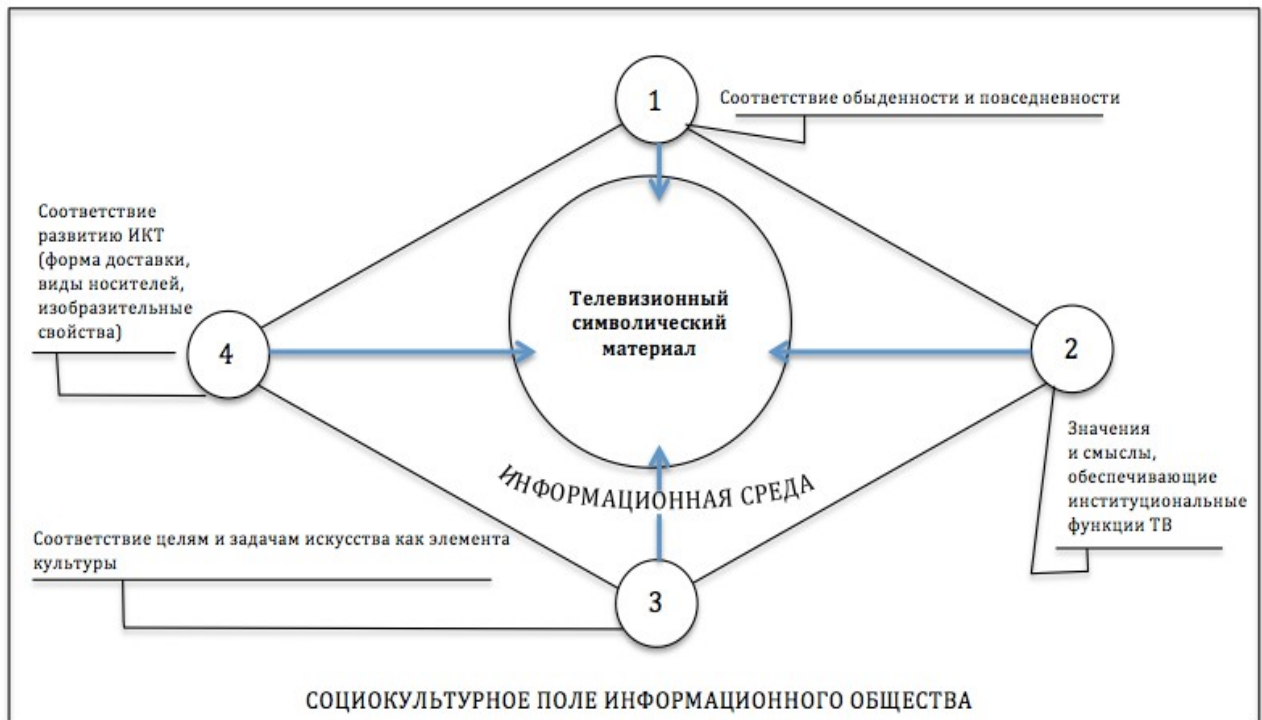 1
Соответствие обыденности и повседневности
Соответствие
развитию ИКТ
(форма доставки,
виды носителей,
изобразительные
свойства)
4
Телевизионный
символический
материал
2
Значения
и смыслы,
обеспечивающие
институциональные
функции ТВ
ИНФОРМАЦИОННАЯ СРЕДА
Соответствие целям и задачам искусства как элемента
культуры
3
СОЦИОКУЛЬТУРНОЕ ПОЛЕ ИНФОРМАЦИОННОГО ОБЩЕСТВА